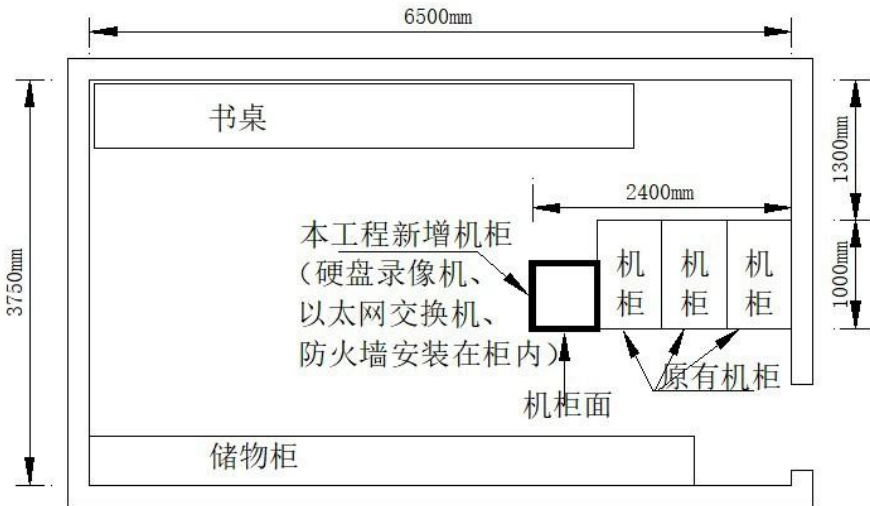 6500mm
书桌
1300mm
2400mm
本工程新增机柜
（硬盘录像机、
以太网交换机、
防火墙安装在柜内）
机柜
机柜
机柜
1000mm
3750mm
原有机柜
机柜面
储物柜